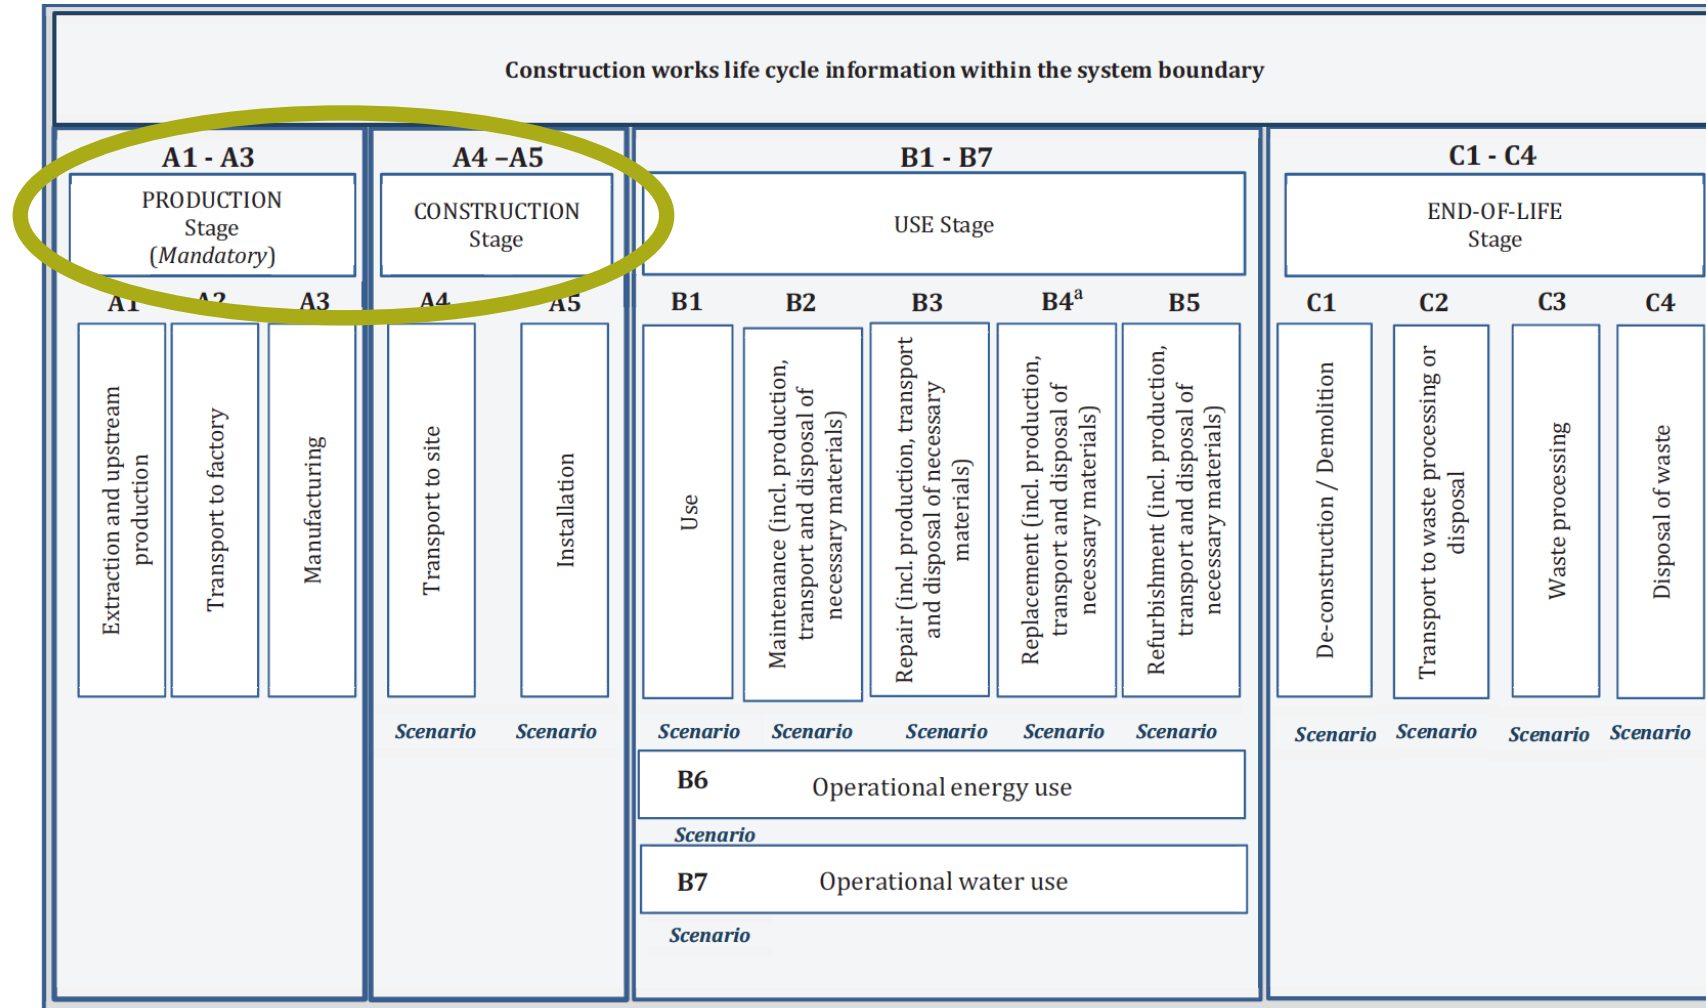 Construction works life cycle information within the system boundary
A1 - A3
PRODUCTION
Stage
(Mandatory)
A4 –A5
CONSTRUCTION
Stage
B1 - B7
USE Stage
C1 - C4
END-OF-LIFE
Stage
A1
A2
A3
A4
A5
B1
B2
B3
B4a
B5
C1
C2
C3
C4
Extraction and upstream
production
Transport to factory
Manufacturing
Transport to site
Installation
Use
Maintenance (incl. production,
transport and disposal of
necessary materials)
Repair (incl. production, transport
and disposal of necessary
materials)
Replacement (incl. production,
transport and disposal of
necessary materials)
Refurbishment (incl. production,
transport and disposal of
necessary materials)
De-construction / Demolition
Transport to waste processing or
disposal
Waste processing
Disposal of waste
Scenario
Scenario
Scenario
Scenario
Scenario
Scenario
Scenario
Scenario
Scenario
Scenario
Scenario
B6
Operational energy use
Scenario
B7
Operational water use
Scenario